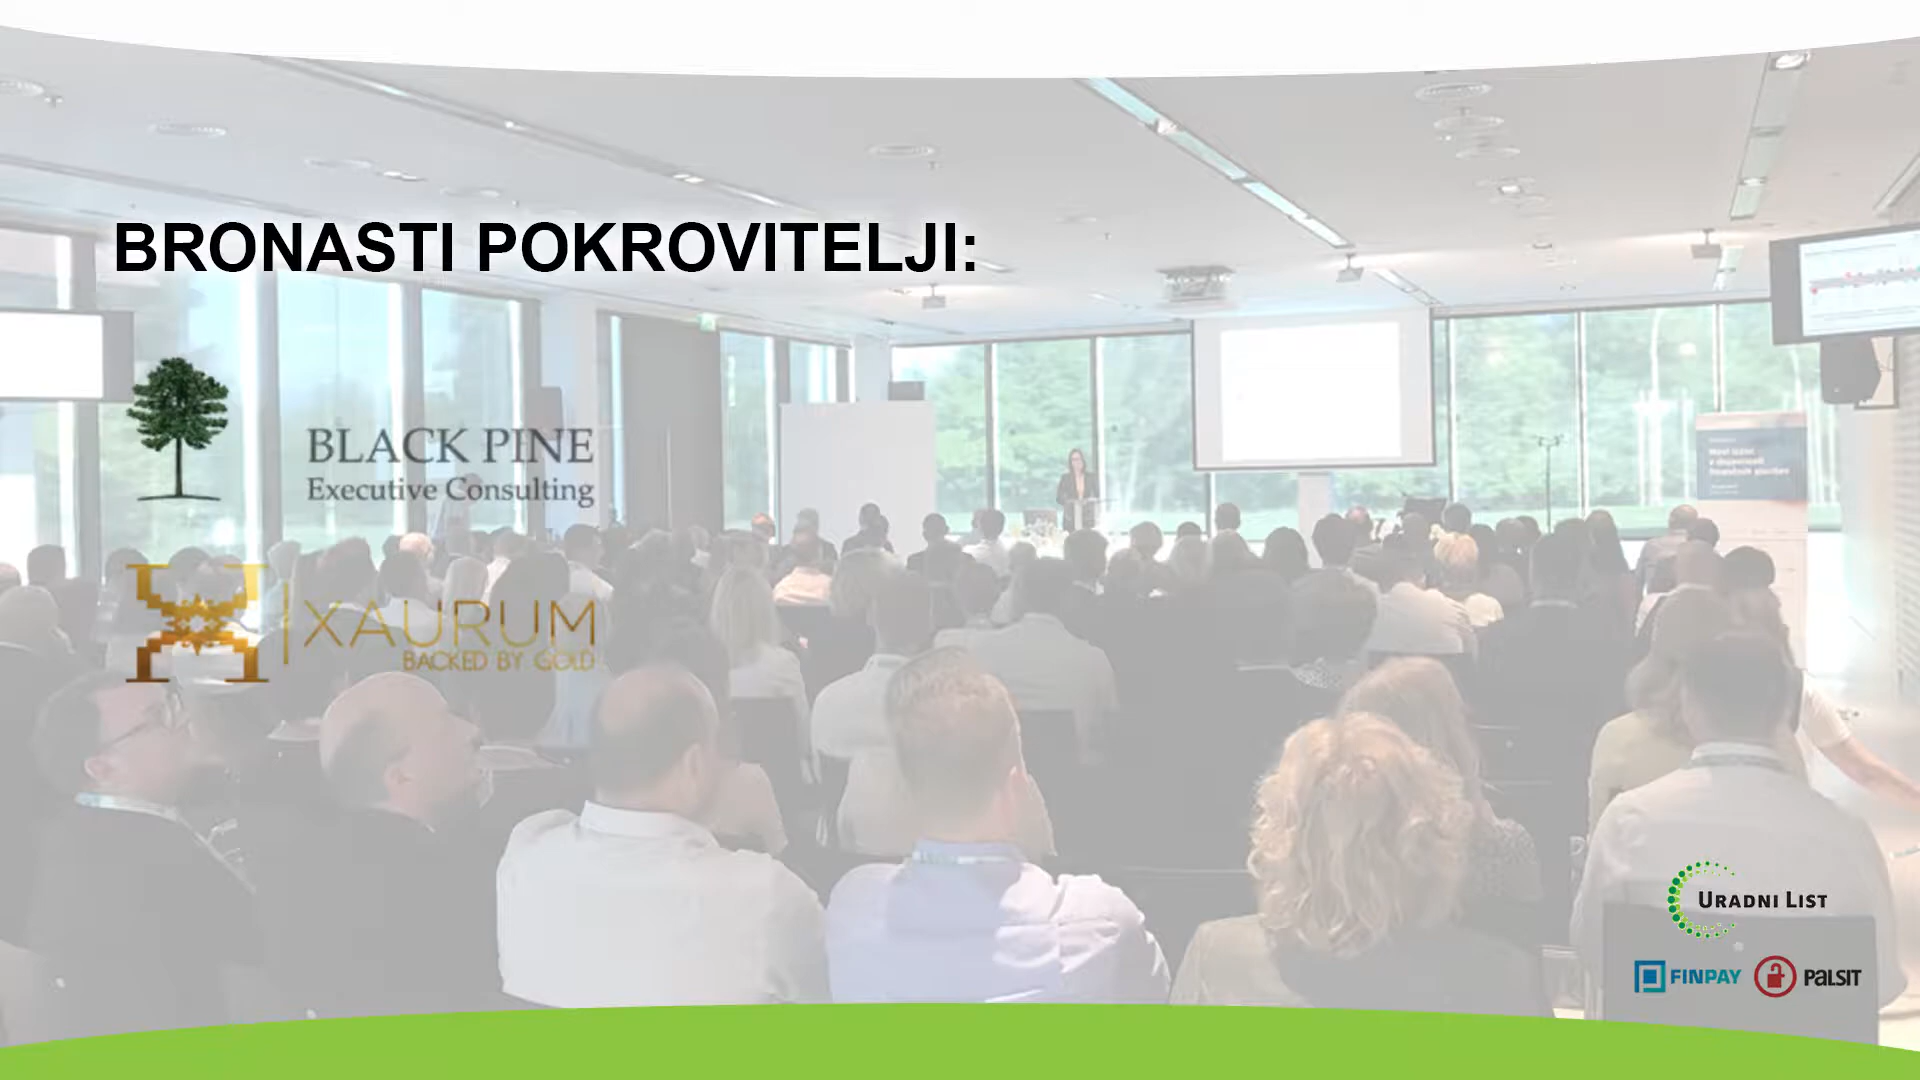 BRONASTI POKROVITELJI:
BLACK PINE
Executive Consulting
XAURUM
BACKED BY GOLD
URADNI LIST
FINPAY
PALSIT